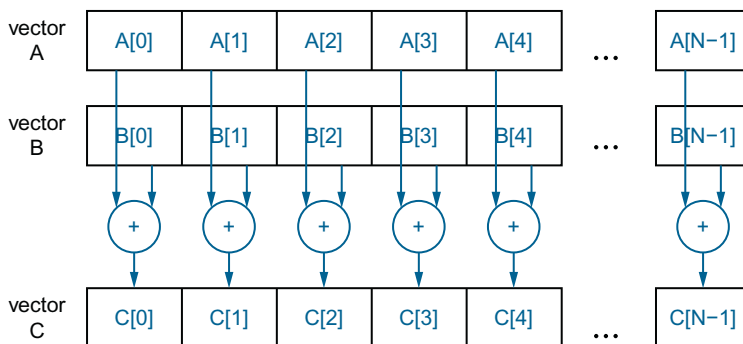 vector A A[0] A[1] A[2] A[3] A[4] ... A[N−1]
vector B B[0] B[1] B[2] B[3] B[4] ... B[N−1]
+ + + + + +
vector C C[0] C[1] C[2] C[3] C[4] ... C[N−1]